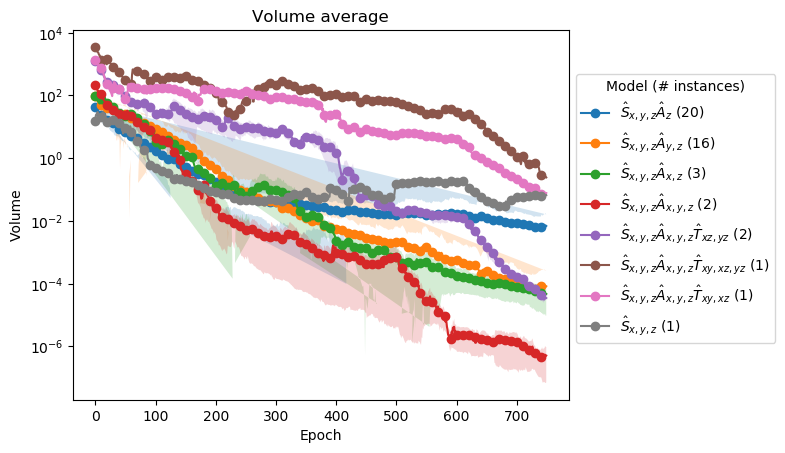 Volume average
Volume
10^4
10^2
10^0
10^-2
10^-4
10^-6
0 100 200 300 400 500 600 700
Epoch
Model (# instances)
Ŝ_{x,y,z}Â_z (20)
Ŝ_{x,y,z}Â_{y,z} (16)
Ŝ_{x,y,z}Â_{x,z} (3)
Ŝ_{x,y,z}Â_{x,y,z} (2)
Ŝ_{x,y,z}Â_{x,y,z}T̂_{xz,yz} (2)
Ŝ_{x,y,z}Â_{x,y,z}T̂_{xy,xz,yz} (1)
Ŝ_{x,y,z}Â_{x,y,z}T̂_{xy,xz} (1)
Ŝ_{x,y,z} (1)